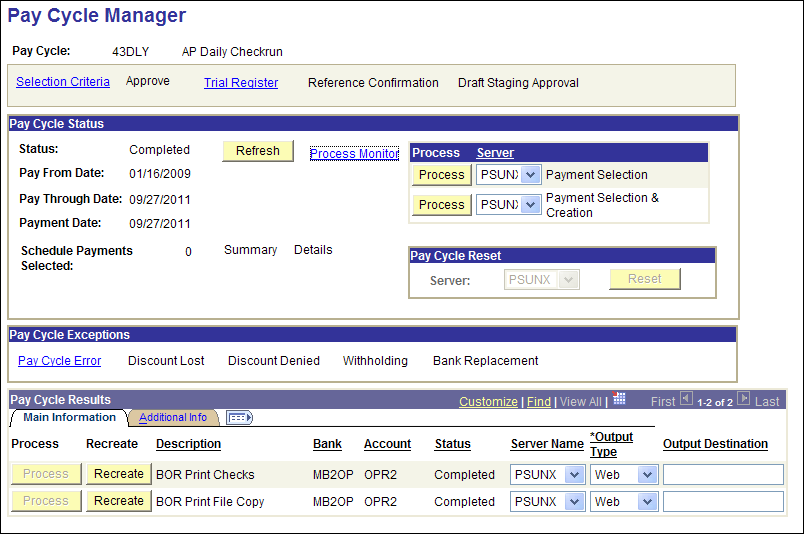 Pay Cycle Manager
Pay Cycle: 43DLY AP Daily Checkrun
Selection Criteria Approve Trial Register Reference Confirmation Draft Staging Approval
Pay Cycle Status
Status: Completed Refresh Process Monitor
Pay From Date: 01/16/2009
Pay Through Date: 09/27/2011
Payment Date: 09/27/2011
Schedule Payments
Selected: 0 Summary Details
Process Server
Process PSUNX Payment Selection
Process PSUNX Payment Selection &
Creation
Pay Cycle Reset
Server: PSUNX Reset
Pay Cycle Exceptions
Pay Cycle Error Discount Lost Discount Denied Withholding Bank Replacement
Pay Cycle Results Customize | Find | View All | First 1-2 of 2 Last
Main Information Additional Info
Process Recreate Description Bank Account Status Server Name *Output
Type Output Destination
Process Recreate BOR Print Checks MB2OP OPR2 Completed PSUNX Web
Process Recreate BOR Print File Copy MB2OP OPR2 Completed PSUNX Web